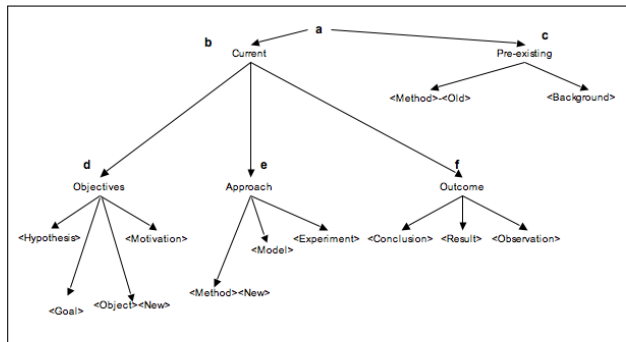 a
b
c
Current
Pre-existing
<Method>-<Old>
<Background>
d
e
f
Objectives
Approach
Outcome
<Hypothesis>
<Motivation>
<Model>
<Experiment>
<Conclusion>
<Result>
<Observation>
<Goal>
<Object><New>
<Method><New>